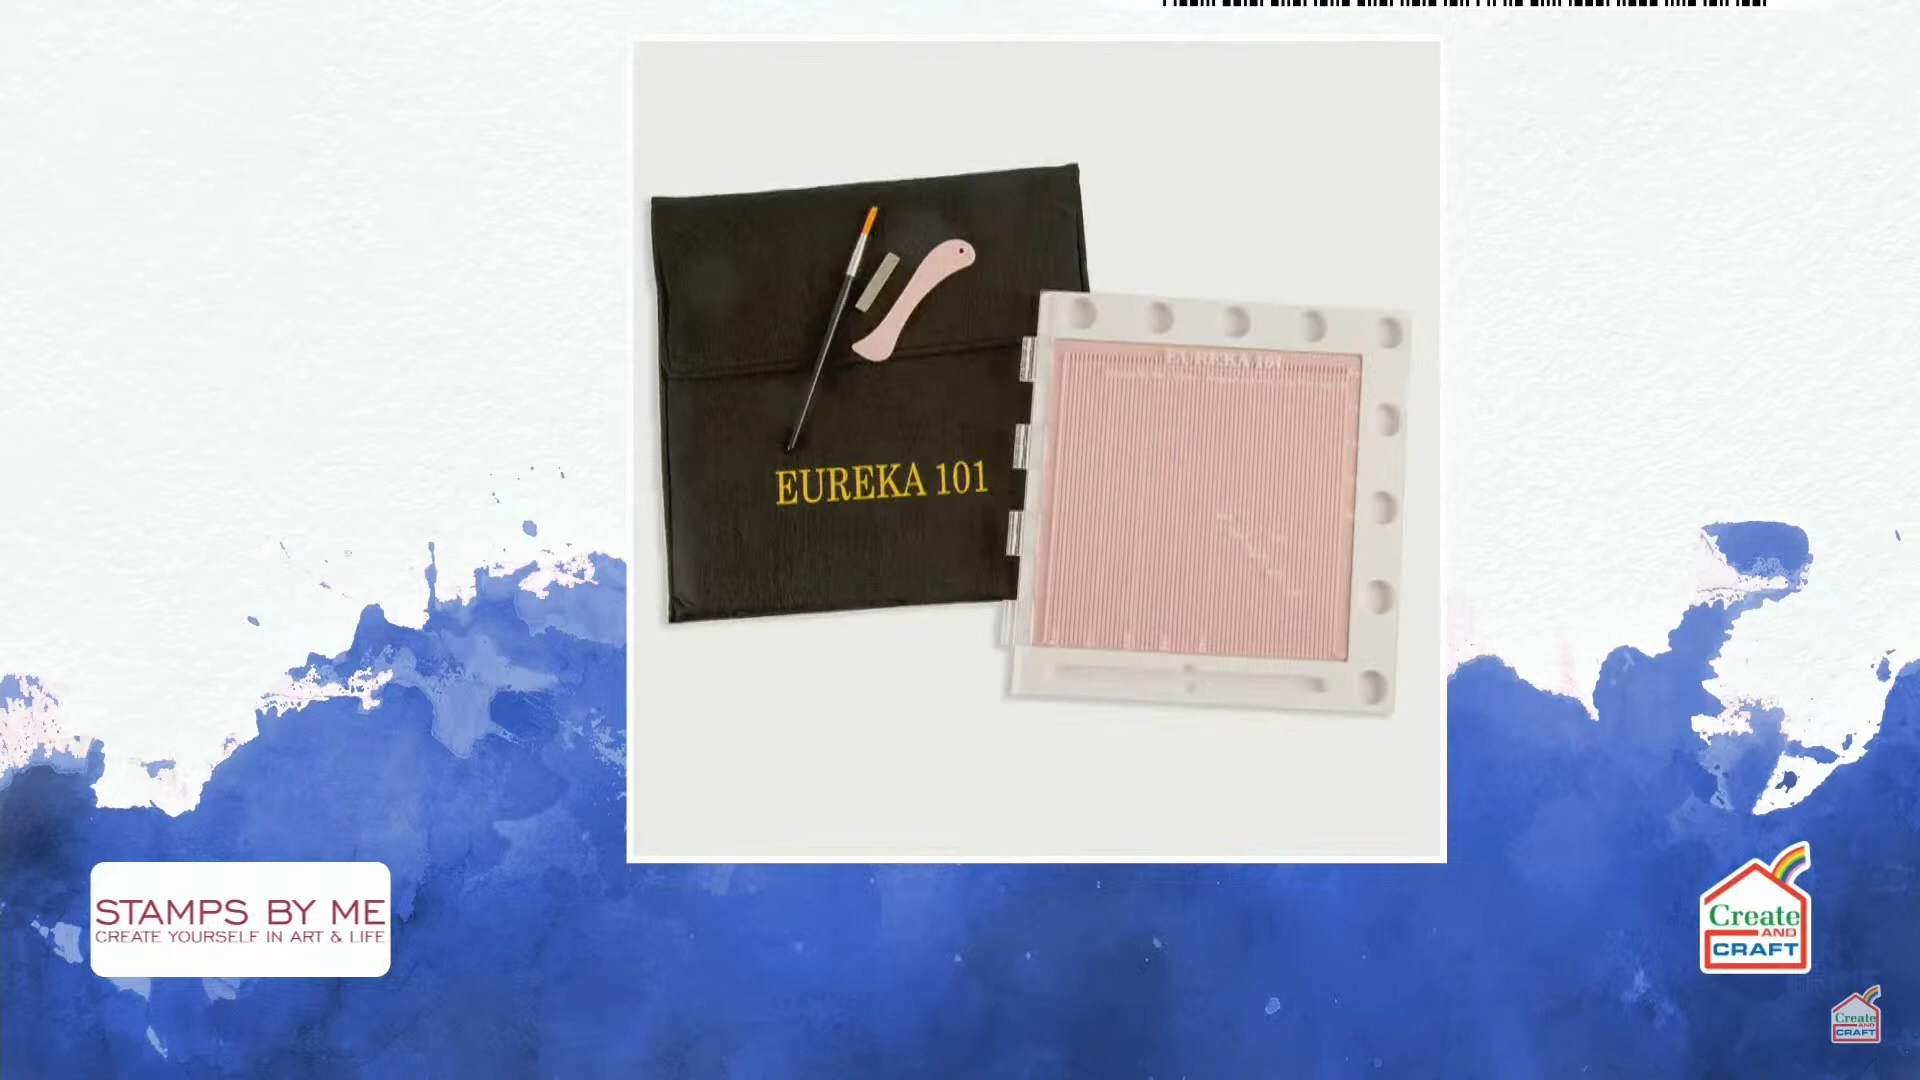 EUREKA 101
EUREKA 101
STAMPS BY ME
CREATE YOURSELF IN ART & LIFE
Create
AND
CRAFT
Create
AND
CRAFT